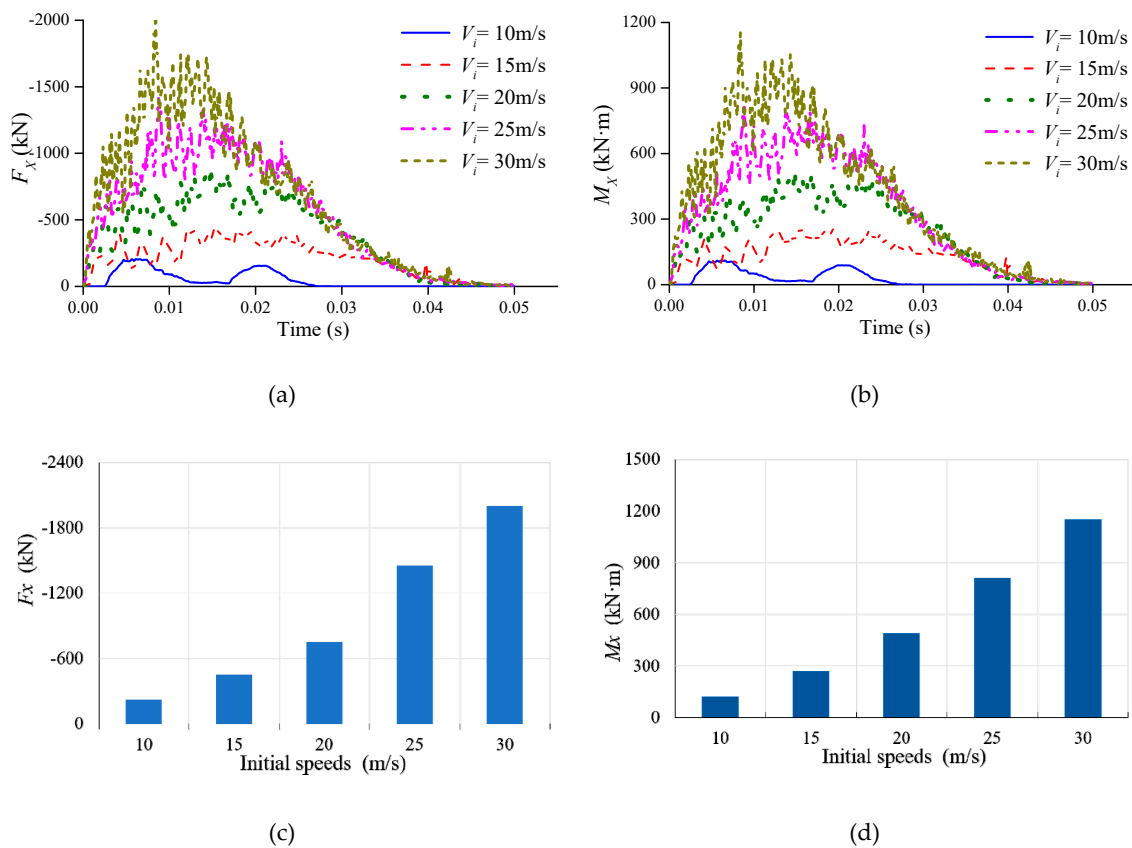 -2000
-1500
1000
-500
0
F_X (kN)
V_i = 10m/s
V_i = 15m/s
V_i = 20m/s
V_i = 25m/s
V_i = 30m/s
0.00 0.01 0.02 0.03 0.04 0.05
Time (s)
(a)
1200
900
600
300
0
M_X (kN·m)
V_i = 10m/s
V_i = 15m/s
V_i = 20m/s
V_i = 25m/s
V_i = 30m/s
0.00 0.01 0.02 0.03 0.04 0.05
Time (s)
(b)
-2400
-1800
-1200
-600
0
Fx (kN)
10 15 20 25 30
Initial speeds (m/s)
(c)
1500
1200
900
600
300
0
Mx (kN·m)
10 15 20 25 30
Initial speeds (m/s)
(d)